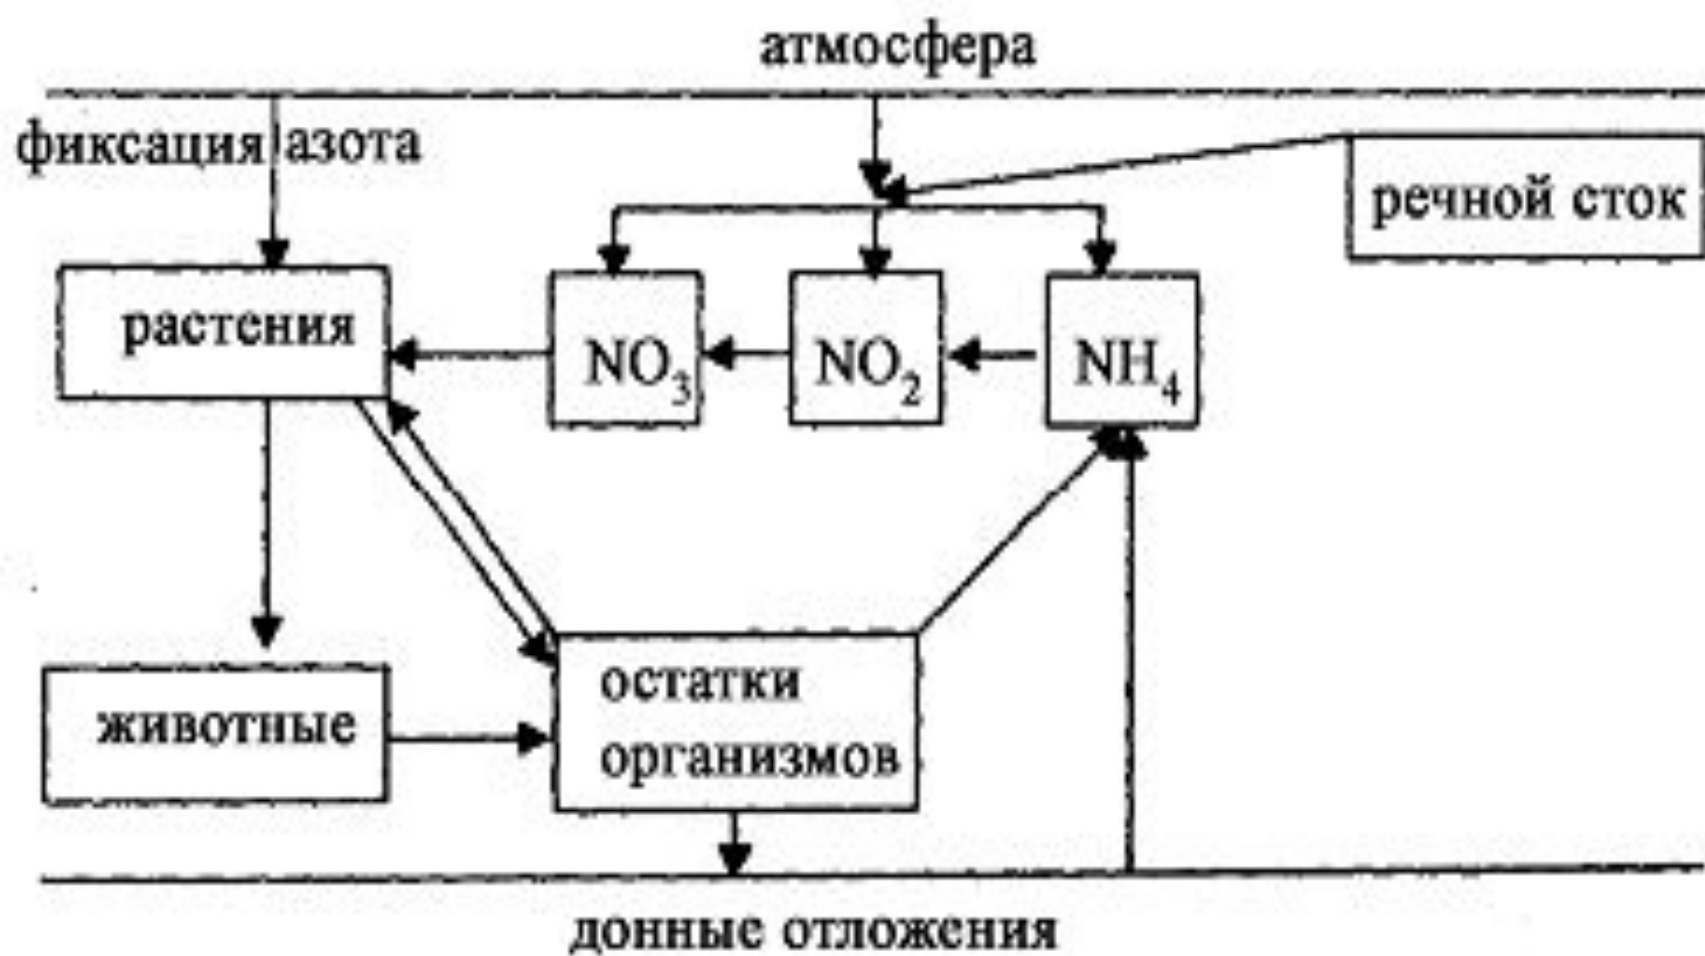 атмосфера
фиксация азота
речной сток
растения
NO₃
NO₂
NH₄
остатки
организмов
животные
донные отложения